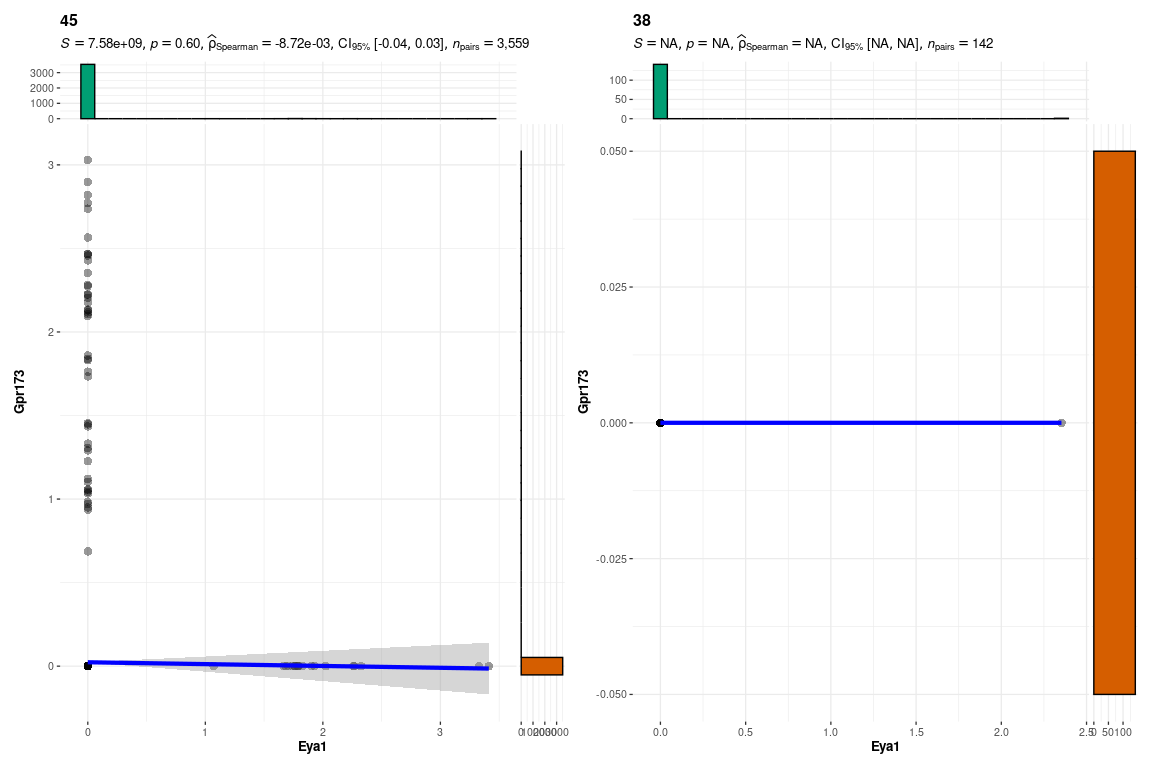 45
S = 7.58e+09, p = 0.60, ρ̂Spearman = -8.72e-03, CI95% [-0.04, 0.03], npairs = 3,559
3000
2000
1000
0
3
2
1
0
Gpr173
0 1 2 3
Eya1
38
S = NA, p = NA, ρ̂Spearman = NA, CI95% [NA, NA], npairs = 142
100
50
0
0.050
0.025
0.000
-0.025
-0.050
Gpr173
0.0 0.5 1.0 1.5 2.0 2.5
0 50 100
Eya1